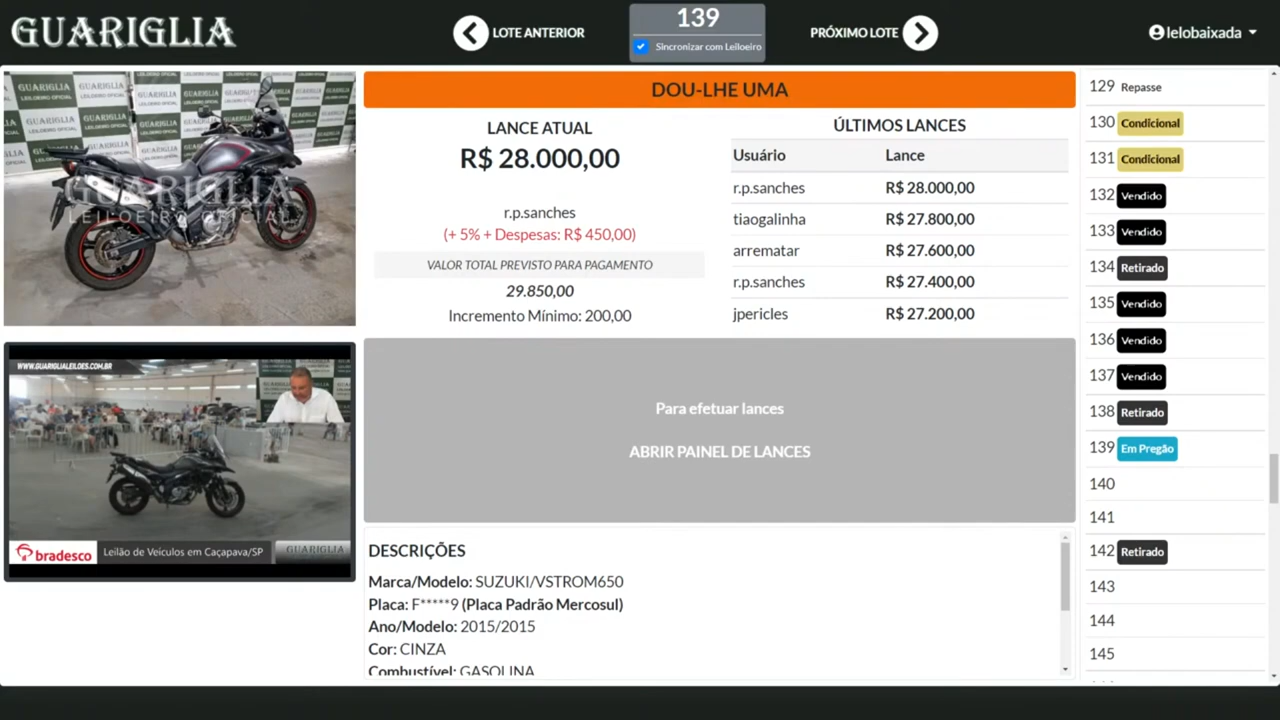 GUARIGLIA
LOTE ANTERIOR
139
Sincronizar com Leiloeiro
PRÓXIMO LOTE
lelobaixada
GUARIGLIA
LEILOEIRO OFICIAL
WWW.GUARIGLIALEILOES.COM.BR
bradesco
Leilão de Veículos em Caçapava/SP
GUARIGLIA
DOU-LHE UMA
LANCE ATUAL
R$ 28.000,00
r.p.sanches
(+ 5% + Despesas: R$ 450,00)
VALOR TOTAL PREVISTO PARA PAGAMENTO
29.850,00
Incremento Mínimo: 200,00
ÚLTIMOS LANCES
Usuário Lance
r.p.sanches R$ 28.000,00
tiaogalinha R$ 27.800,00
arrematar R$ 27.600,00
r.p.sanches R$ 27.400,00
jpericles R$ 27.200,00
Para efetuar lances
ABRIR PAINEL DE LANCES
DESCRIÇÕES
Marca/Modelo: SUZUKI/VSTROM650
Placa: F*****9 (Placa Padrão Mercosul)
Ano/Modelo: 2015/2015
Cor: CINZA
Combustível: GASOLINA
129 Repasse
130 Condicional
131 Condicional
132 Vendido
133 Vendido
134 Retirado
135 Vendido
136 Vendido
137 Vendido
138 Retirado
139 Em Pregão
140
141
142 Retirado
143
144
145